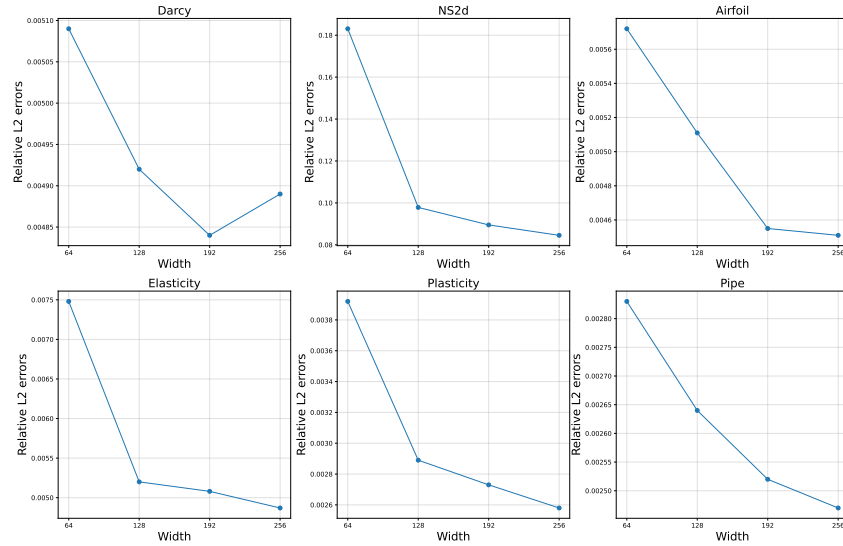 Darcy
0.00510
0.00505
0.00500
0.00495
0.00490
0.00485
Relative L2 errors
64 128 192 256
Width
NS2d
0.18
0.16
0.14
0.12
0.10
0.08
Relative L2 errors
64 128 192 256
Width
Airfoil
0.0056
0.0054
0.0052
0.0050
0.0048
0.0046
Relative L2 errors
64 128 192 256
Width
Elasticity
0.0075
0.0070
0.0065
0.0060
0.0055
0.0050
Relative L2 errors
64 128 192 256
Width
Plasticity
0.0038
0.0036
0.0034
0.0032
0.0030
0.0028
0.0026
Relative L2 errors
64 128 192 256
Width
Pipe
0.00280
0.00275
0.00270
0.00265
0.00260
0.00255
0.00250
Relative L2 errors
64 128 192 256
Width